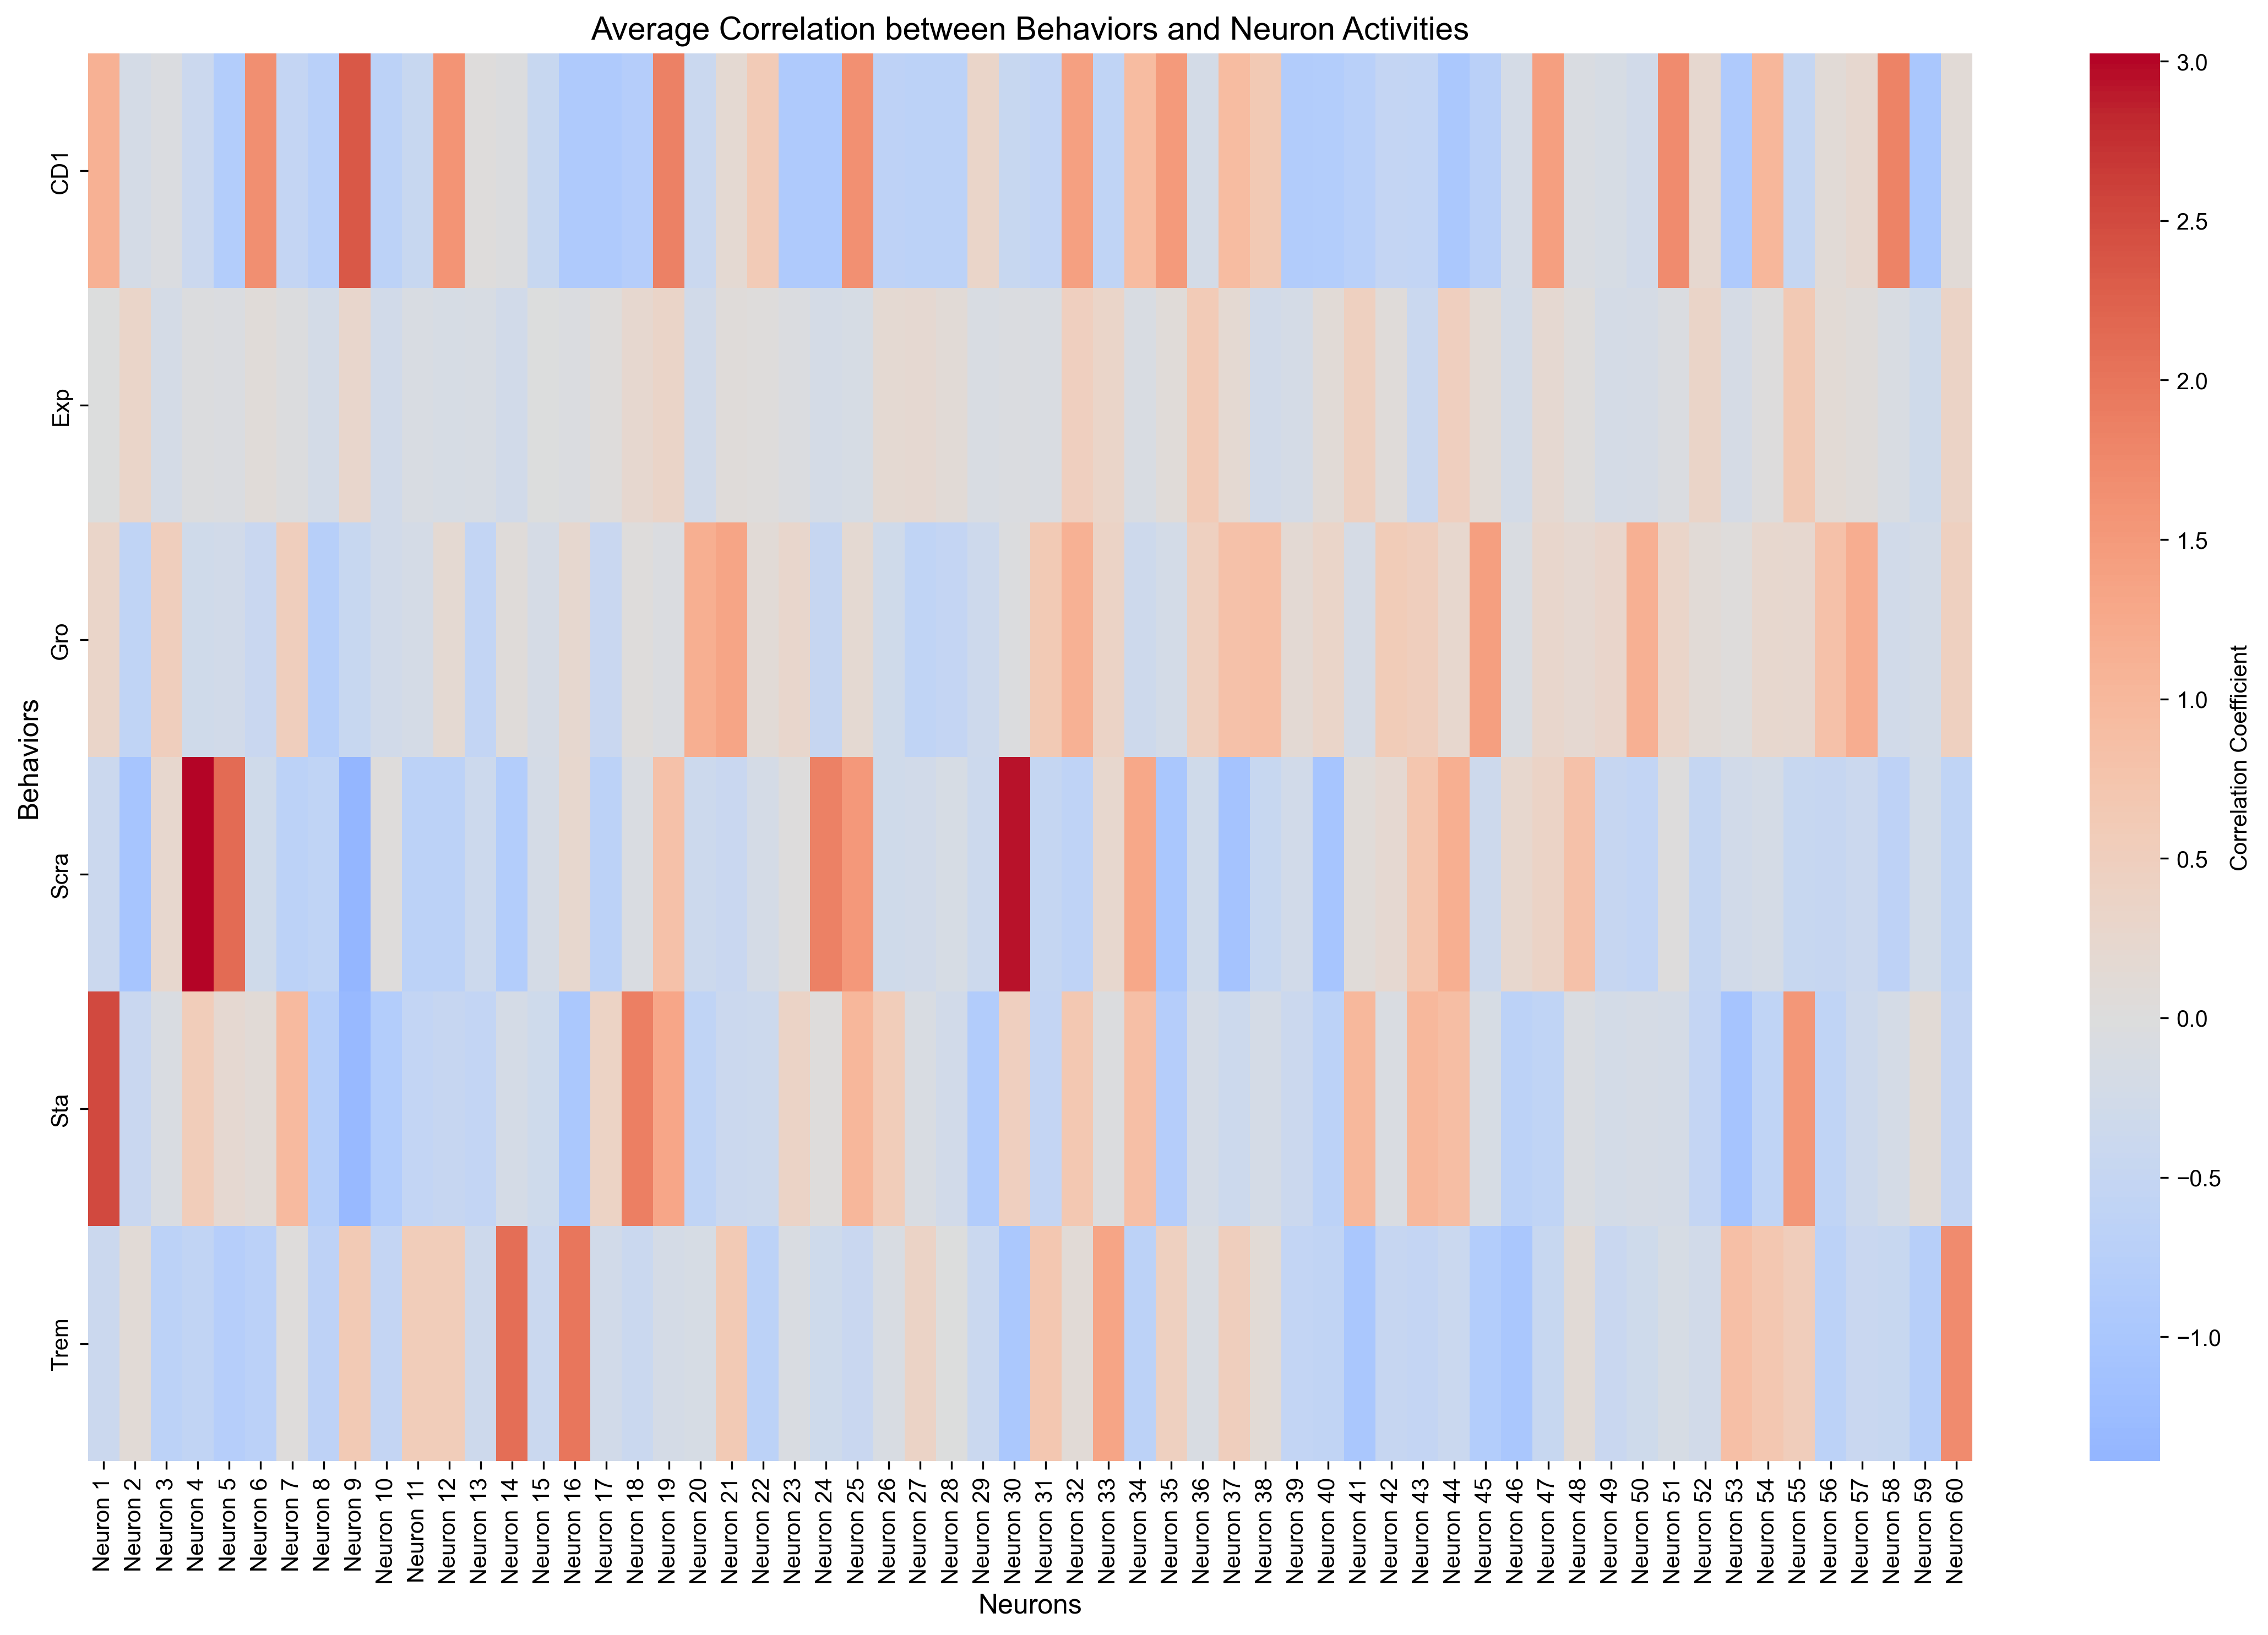 Average Correlation between Behaviors and Neuron Activities
Behaviors
CD1
Exp
Gro
Scra
Sta
Trem
Neuron 1
Neuron 2
Neuron 3
Neuron 4
Neuron 5
Neuron 6
Neuron 7
Neuron 8
Neuron 9
Neuron 10
Neuron 11
Neuron 12
Neuron 13
Neuron 14
Neuron 15
Neuron 16
Neuron 17
Neuron 18
Neuron 19
Neuron 20
Neuron 21
Neuron 22
Neuron 23
Neuron 24
Neuron 25
Neuron 26
Neuron 27
Neuron 28
Neuron 29
Neuron 30
Neuron 31
Neuron 32
Neuron 33
Neuron 34
Neuron 35
Neuron 36
Neuron 37
Neuron 38
Neuron 39
Neuron 40
Neuron 41
Neuron 42
Neuron 43
Neuron 44
Neuron 45
Neuron 46
Neuron 47
Neuron 48
Neuron 49
Neuron 50
Neuron 51
Neuron 52
Neuron 53
Neuron 54
Neuron 55
Neuron 56
Neuron 57
Neuron 58
Neuron 59
Neuron 60
Neurons
3.0
2.5
2.0
1.5
1.0
0.5
0.0
−0.5
−1.0
Correlation Coefficient